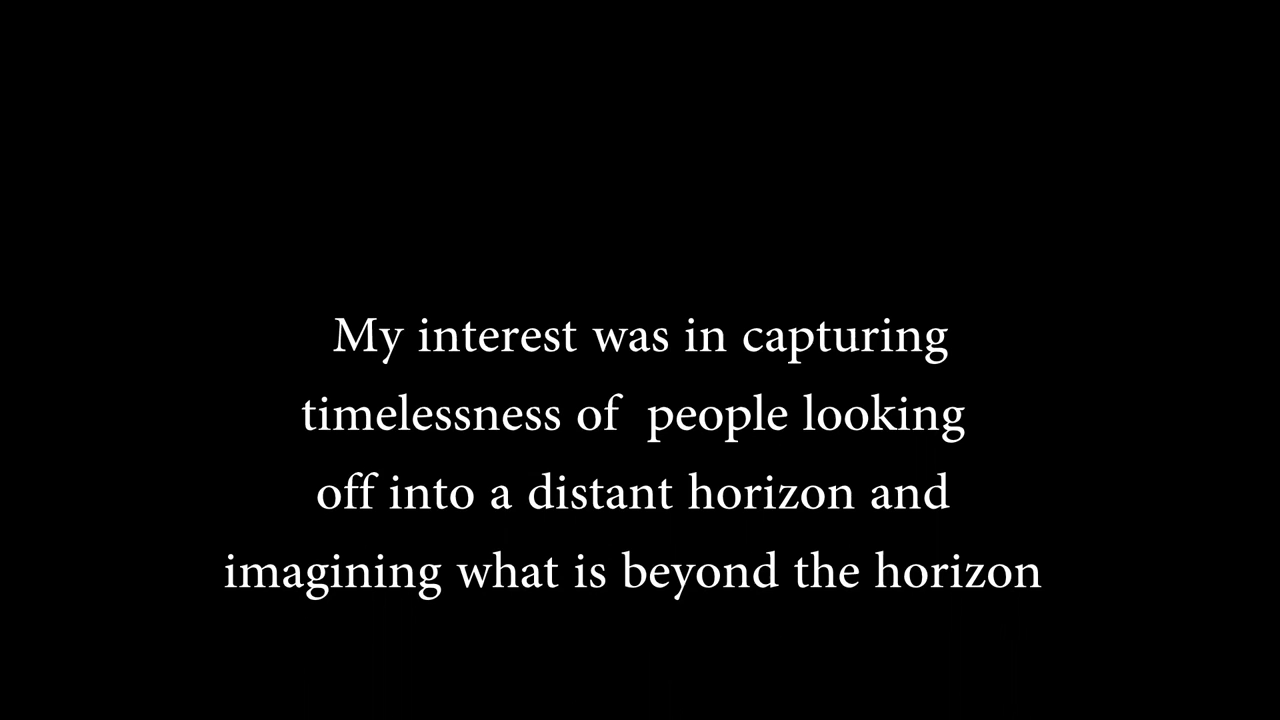 My interest was in capturing
timelessness of  people looking
off into a distant horizon and
imagining what is beyond the horizon